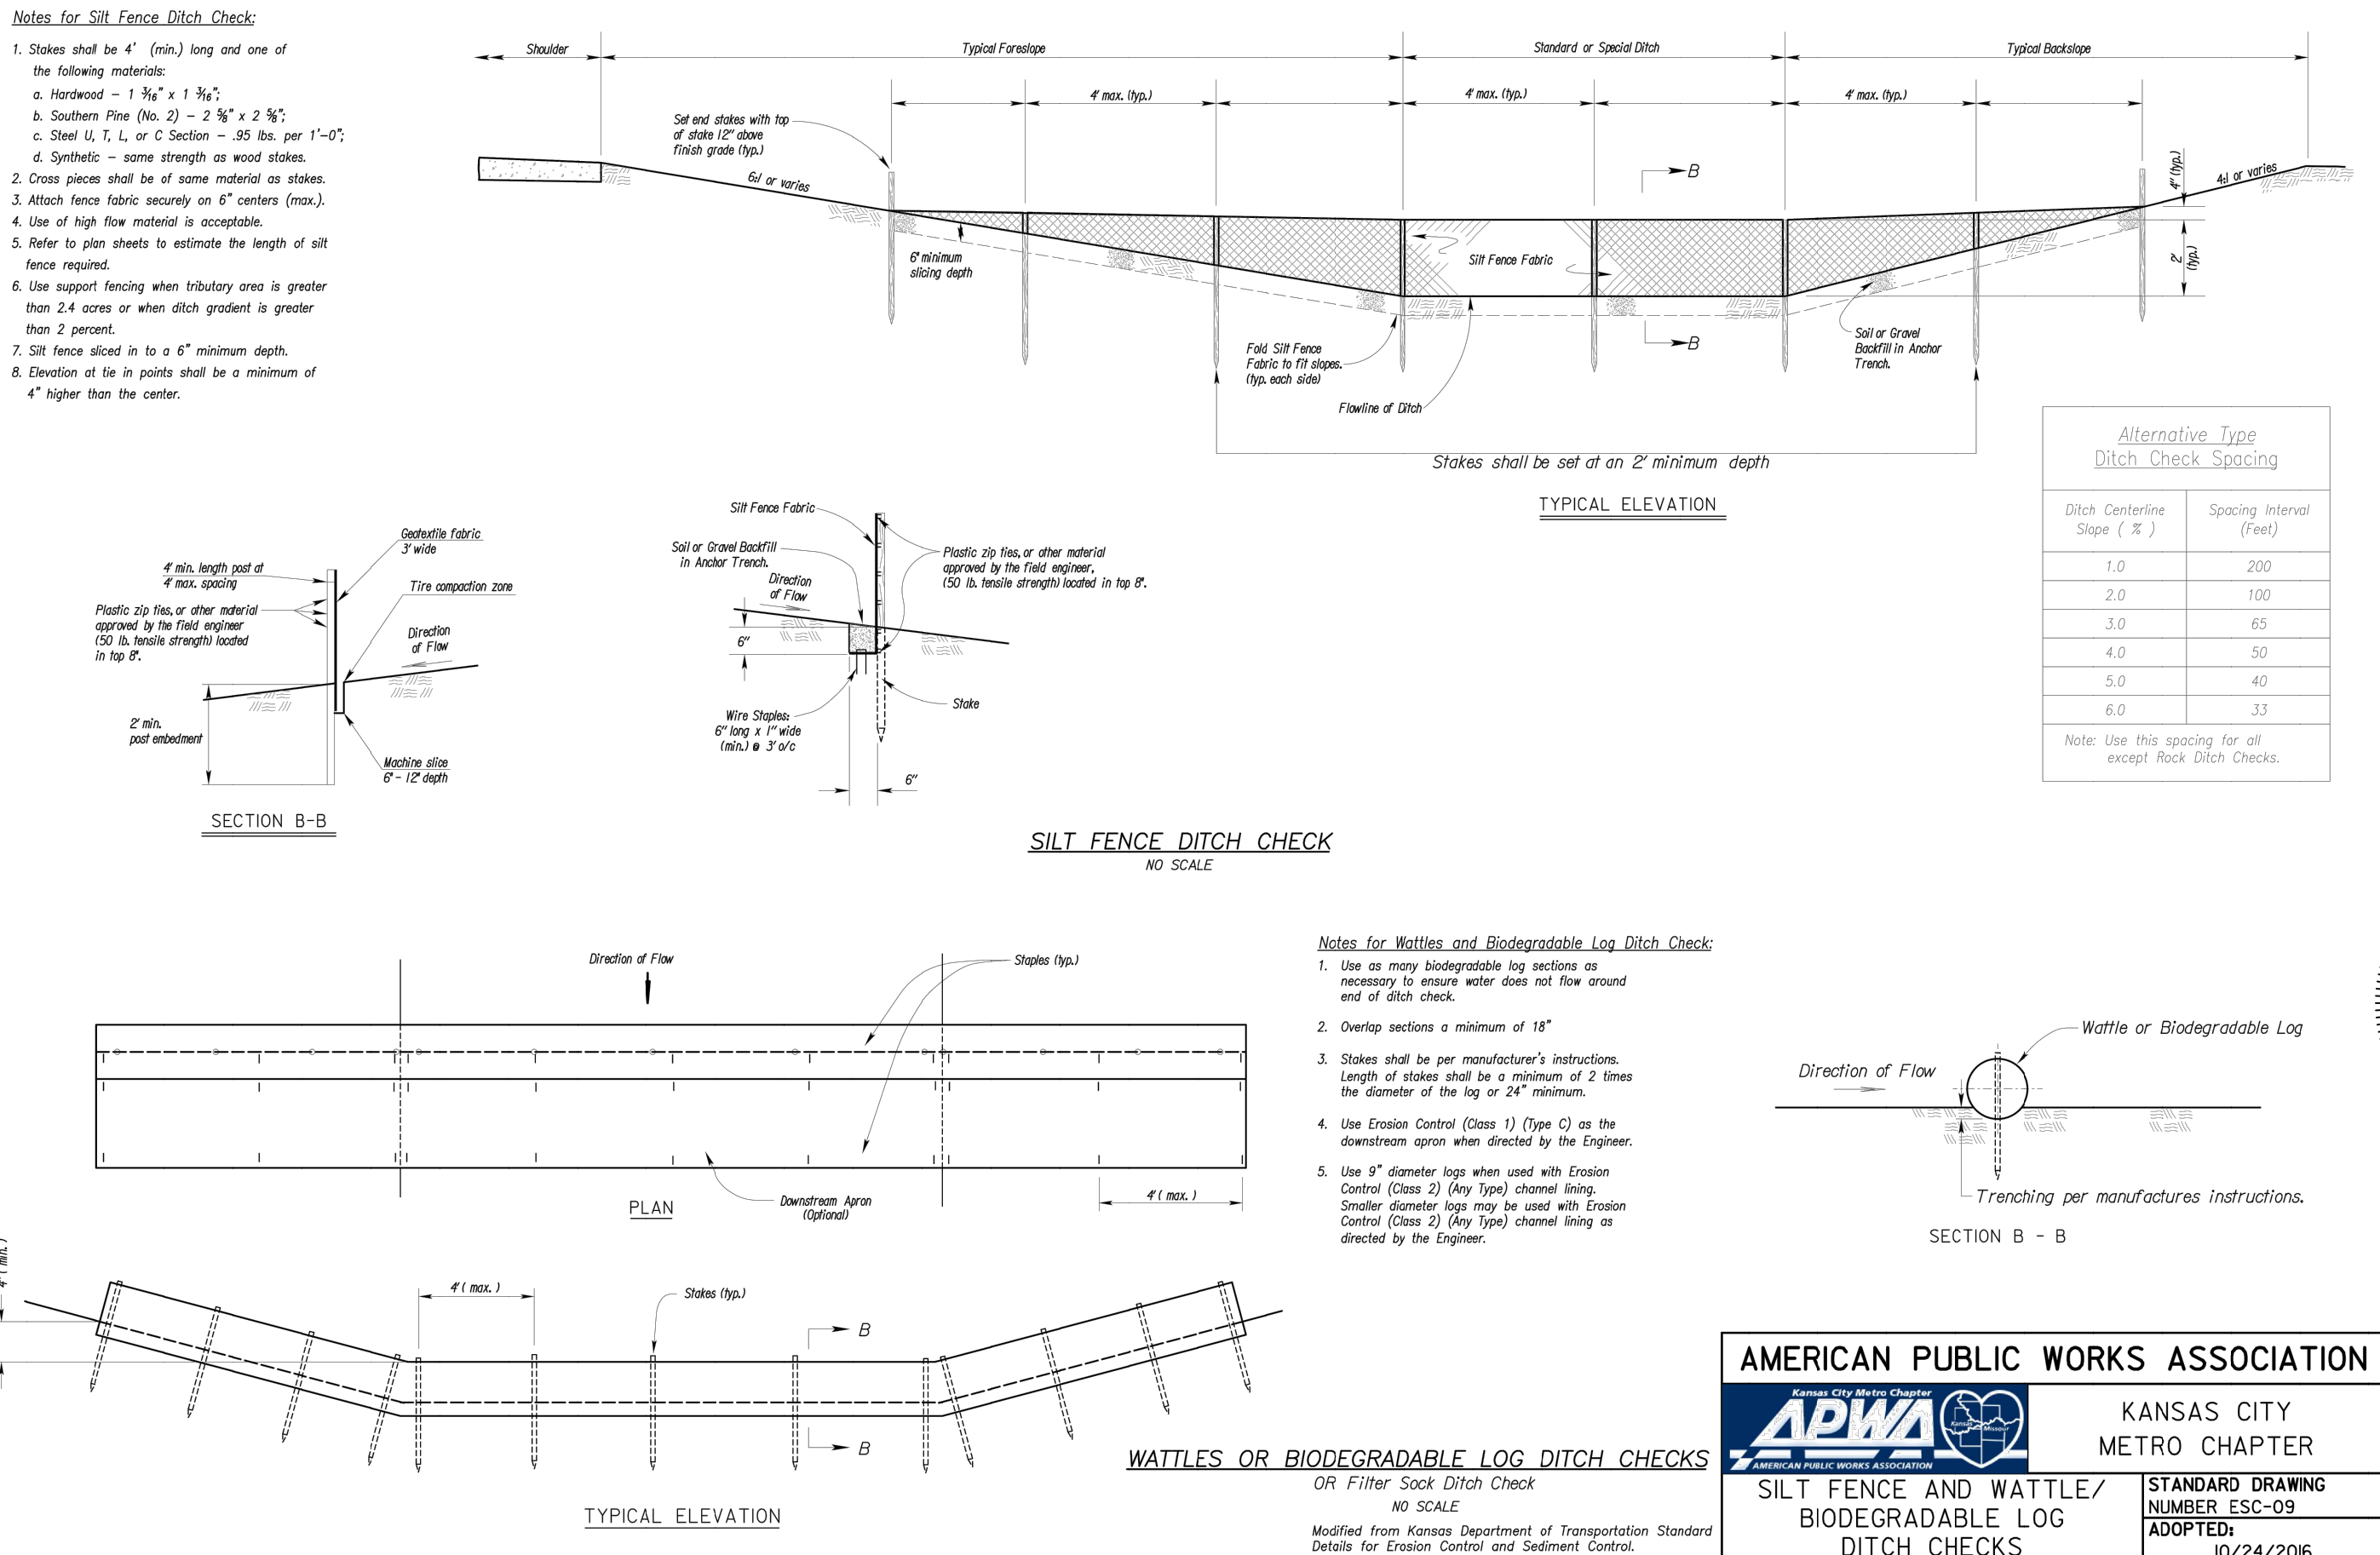 Notes for Silt Fence Ditch Check:
1. Stakes shall be 4' (min.) long and one of
the following materials:
a. Hardwood – 1 3/16" x 1 3/16";
b. Southern Pine (No. 2) – 2 5/8" x 2 5/8";
c. Steel U, T, L, or C Section – .95 lbs. per 1'–0";
d. Synthetic – same strength as wood stakes.
2. Cross pieces shall be of same material as stakes.
3. Attach fence fabric securely on 6" centers (max.).
4. Use of high flow material is acceptable.
5. Refer to plan sheets to estimate the length of silt
fence required.
6. Use support fencing when tributary area is greater
than 2.4 acres or when ditch gradient is greater
than 2 percent.
7. Silt fence sliced in to a 6" minimum depth.
8. Elevation at tie in points shall be a minimum of
4" higher than the center.
Shoulder
Typical Foreslope
Standard or Special Ditch
Typical Backslope
4' max. (typ.)
4' max. (typ.)
4' max. (typ.)
Set end stakes with top
of stake 12" above
finish grade (typ.)
6:1 or varies
B
4" (typ.)
4:1 or varies
6" minimum
slicing depth
Silt Fence Fabric
2'
(typ.)
Fold Silt Fence
Fabric to fit slopes.
(typ. each side)
B
Soil or Gravel
Backfill in Anchor
Trench.
Flowline of Ditch
Stakes shall be set at an 2' minimum depth
TYPICAL ELEVATION
Alternative Type
Ditch Check Spacing
Ditch Centerline
Slope ( % )
Spacing Interval
(Feet)
1.0 200
2.0 100
3.0 65
4.0 50
5.0 40
6.0 33
Note: Use this spacing for all
except Rock Ditch Checks.
Geotextile fabric
3' wide
4' min. length post at
4' max. spacing
Tire compaction zone
Plastic zip ties, or other material
approved by the field engineer
(50 lb. tensile strength) located
in top 8".
Direction
of Flow
2' min.
post embedment
Machine slice
6" – 12" depth
SECTION B-B
Silt Fence Fabric
Soil or Gravel Backfill
in Anchor Trench.
Plastic zip ties, or other material
approved by the field engineer,
(50 lb. tensile strength) located in top 8".
Direction
of Flow
6"
Stake
Wire Staples:
6" long x 1" wide
(min.) @ 3' o/c
6"
SILT FENCE DITCH CHECK
NO SCALE
Direction of Flow
Staples (typ.)
Downstream Apron
(Optional)
4' ( max. )
PLAN
4' ( min. )
4' ( max. )
Stakes (typ.)
B
B
TYPICAL ELEVATION
Notes for Wattles and Biodegradable Log Ditch Check:
1. Use as many biodegradable log sections as
necessary to ensure water does not flow around
end of ditch check.
2. Overlap sections a minimum of 18"
3. Stakes shall be per manufacturer's instructions.
Length of stakes shall be a minimum of 2 times
the diameter of the log or 24" minimum.
4. Use Erosion Control (Class 1) (Type C) as the
downstream apron when directed by the Engineer.
5. Use 9" diameter logs when used with Erosion
Control (Class 2) (Any Type) channel lining.
Smaller diameter logs may be used with Erosion
Control (Class 2) (Any Type) channel lining as
directed by the Engineer.
Wattle or Biodegradable Log
Direction of Flow
Trenching per manufactures instructions.
SECTION B - B
WATTLES OR BIODEGRADABLE LOG DITCH CHECKS
OR Filter Sock Ditch Check
NO SCALE
Modified from Kansas Department of Transportation Standard
Details for Erosion Control and Sediment Control.
AMERICAN PUBLIC WORKS ASSOCIATION
Kansas City Metro Chapter
APWA
Kansas
Missouri
AMERICAN PUBLIC WORKS ASSOCIATION
KANSAS CITY
METRO CHAPTER
SILT FENCE AND WATTLE/
BIODEGRADABLE LOG
DITCH CHECKS
STANDARD DRAWING
NUMBER ESC-09
ADOPTED:
10/24/2016